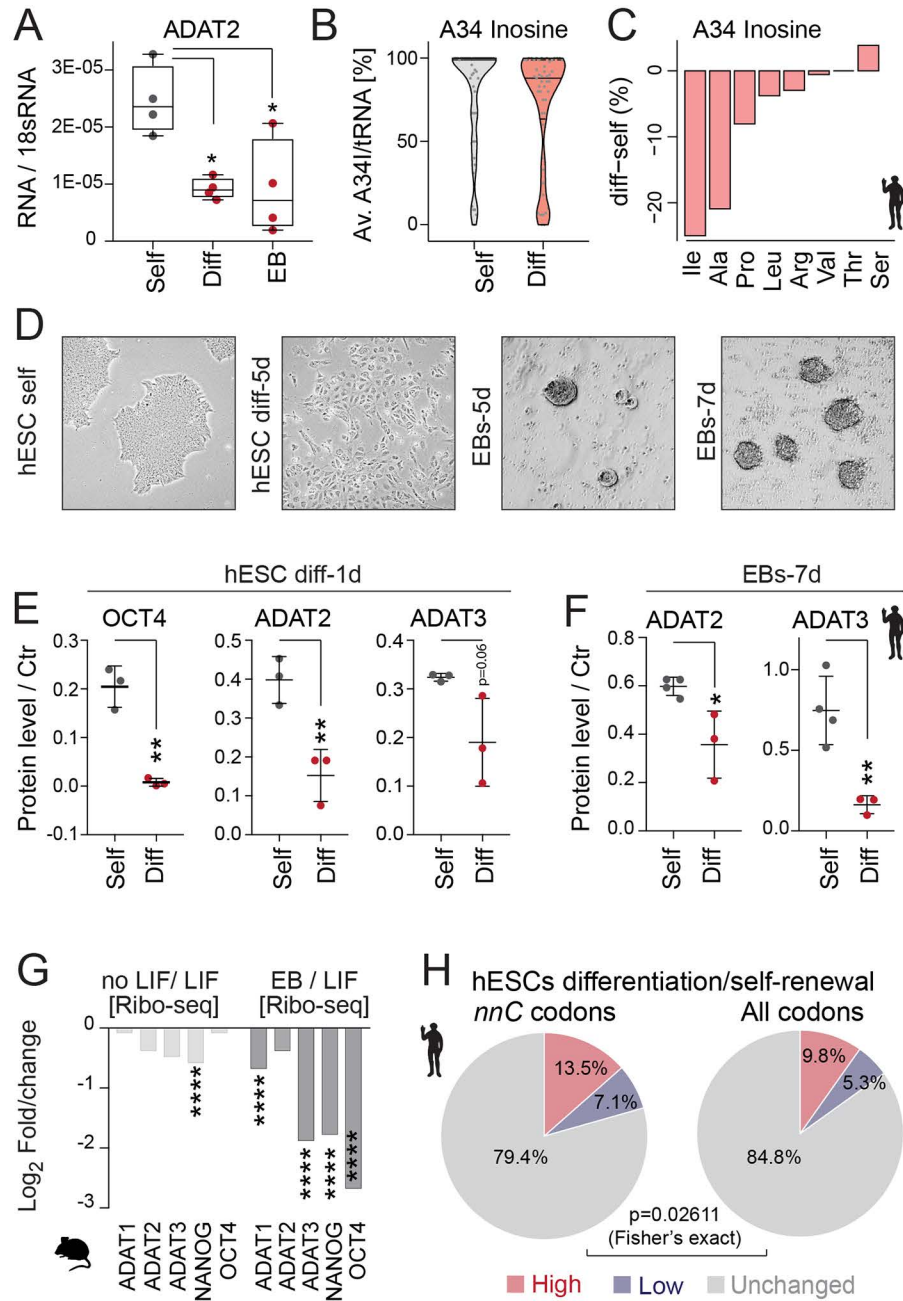 A
ADAT2
RNA / 18sRNA
3E-05
2E-05
1E-05
0
*
*
Self
Diff
EB
B
A34 Inosine
Av. A34I/tRNA [%]
100
50
0
Self
Diff
C
A34 Inosine
diff−self (%)
0
−10
−20
Ile
Ala
Pro
Leu
Arg
Val
Thr
Ser
D
hESC self
hESC diff-5d
EBs-5d
EBs-7d
hESC diff-1d
E
OCT4
Protein level / Ctr
0.3
0.2
0.1
0.0
-0.1
**
Self
Diff
ADAT2
0.5
0.4
0.3
0.2
0.1
0.0
**
Self
Diff
ADAT3
0.4
0.3
0.2
0.1
0.0
p=0.06
Self
Diff
EBs-7d
F
ADAT2
Protein level / Ctr
0.8
0.6
0.4
0.6
0.0
*
Self
Diff
ADAT3
1.0
0.5
0.0
**
Self
Diff
G
no LIF/ LIF
[Ribo-seq]
EB / LIF
[Ribo-seq]
Log2 Fold/change
0
-1
-2
-3
****
****
****
****
****
ADAT1
ADAT2
ADAT3
NANOG
OCT4
ADAT1
ADAT2
ADAT3
NANOG
OCT4
H
hESCs differentiation/self-renewal
nnC codons
All codons
13.5%
7.1%
79.4%
9.8%
5.3%
84.8%
p=0.02611
(Fisher's exact)
High
Low
Unchanged